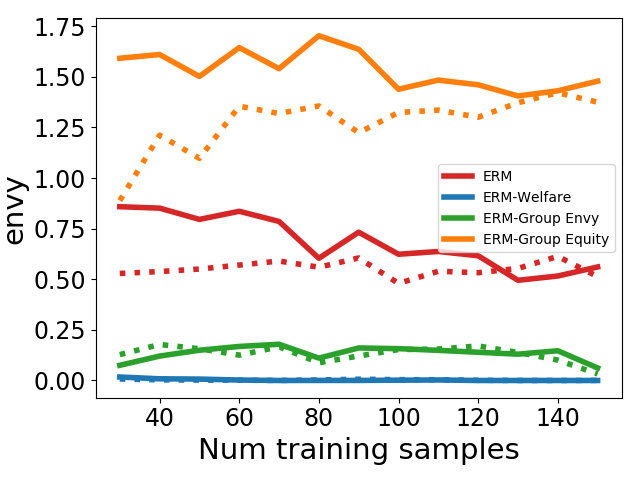 1.75
1.50
1.25
1.00
0.75
0.50
0.25
0.00
envy
ERM
ERM-Welfare
ERM-Group Envy
ERM-Group Equity
40 60 80 100 120 140
Num training samples